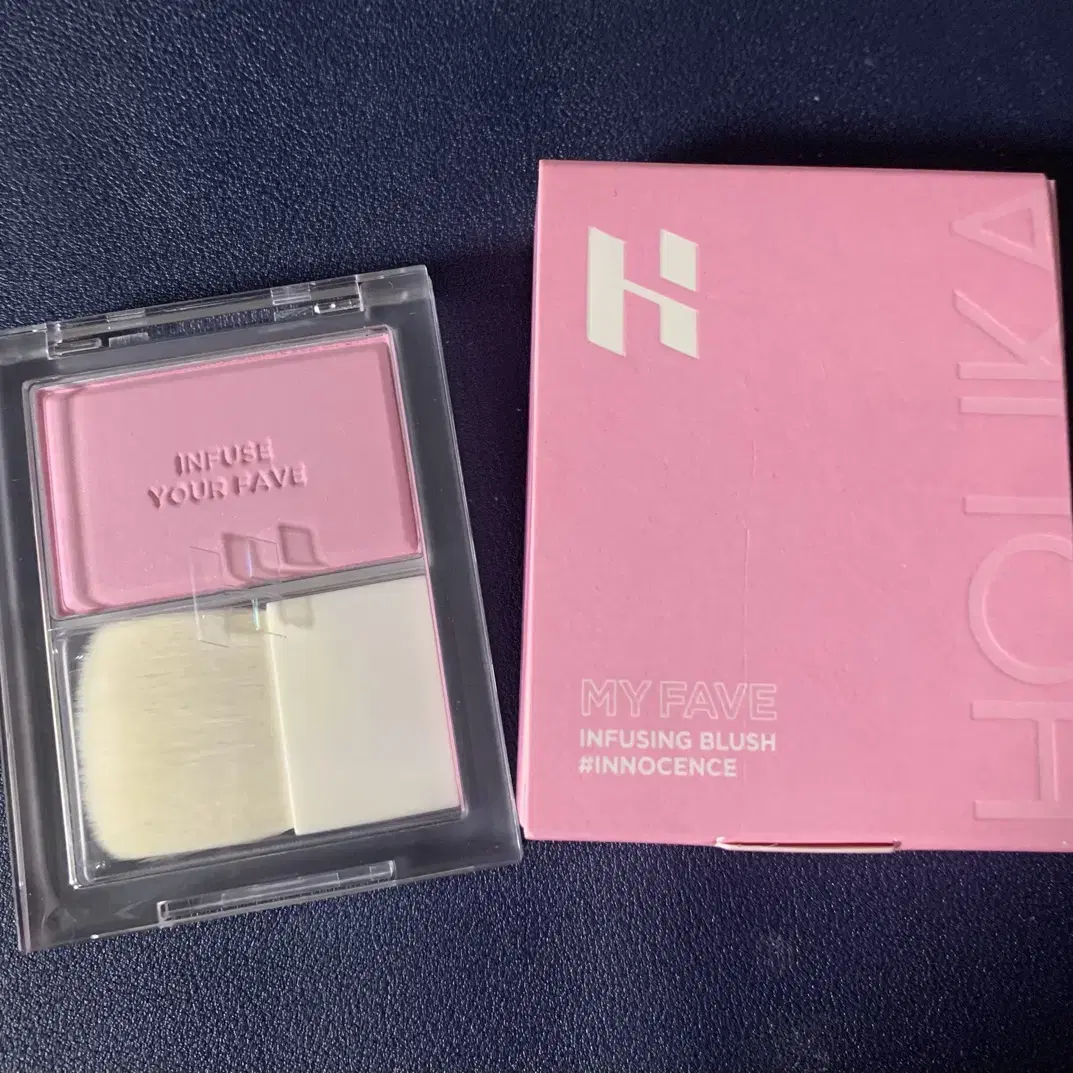 INFUSE
YOUR FAVE
H
MY FAVE
INFUSING BLUSH
#INNOCENCE
HOLIKA